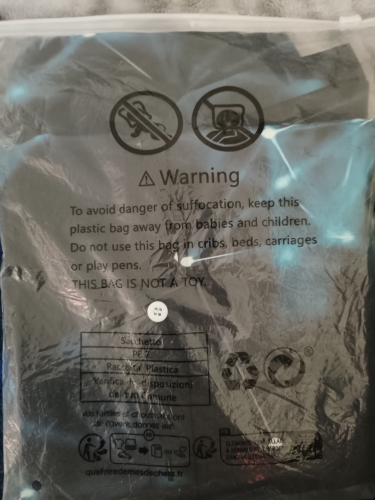 Warning
To avoid danger of suffocation, keep this
plastic bag away from babies and children.
Do not use this bag in cribs, beds, carriages
or play pens.
THIS BAG IS NOT A TOY.
Sacchetto
PE
Raccolta Plastica
Verifica le disposizioni
del tuo Comune
FR
quefairedemesdechets.fr